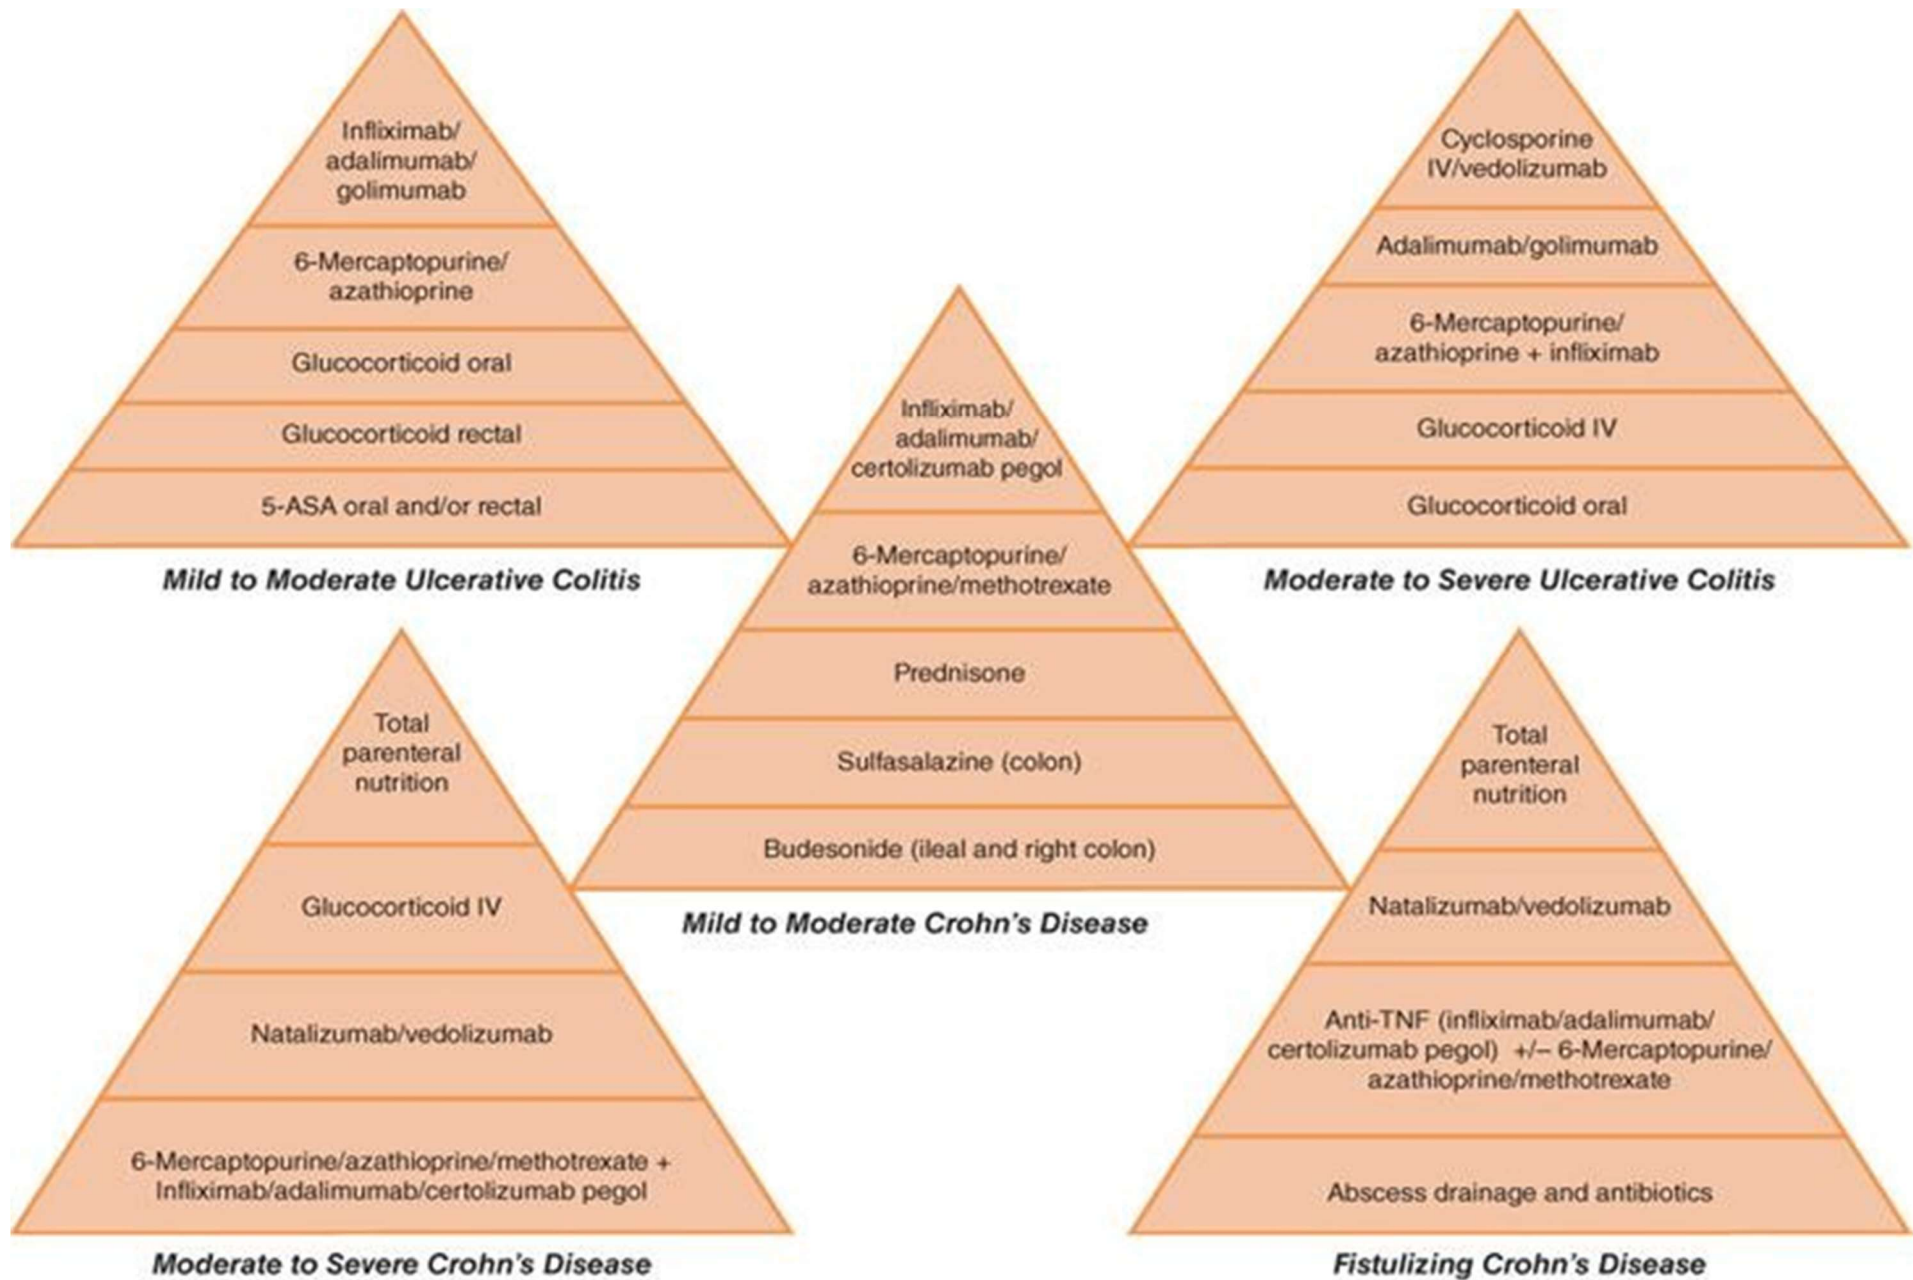 Infliximab/
adalimumab/
golimumab
6-Mercaptopurine/
azathioprine
Glucocorticoid oral
Glucocorticoid rectal
5-ASA oral and/or rectal
Mild to Moderate Ulcerative Colitis
Cyclosporine
IV/vedolizumab
Adalimumab/golimumab
6-Mercaptopurine/
azathioprine + infliximab
Glucocorticoid IV
Glucocorticoid oral
Moderate to Severe Ulcerative Colitis
Infliximab/
adalimumab/
certolizumab pegol
6-Mercaptopurine/
azathioprine/methotrexate
Prednisone
Sulfasalazine (colon)
Budesonide (ileal and right colon)
Mild to Moderate Crohn's Disease
Total
parenteral
nutrition
Glucocorticoid IV
Natalizumab/vedolizumab
6-Mercaptopurine/azathioprine/methotrexate +
Infliximab/adalimumab/certolizumab pegol
Moderate to Severe Crohn's Disease
Total
parenteral
nutrition
Natalizumab/vedolizumab
Anti-TNF (infliximab/adalimumab/
certolizumab pegol) +/– 6-Mercaptopurine/
azathioprine/methotrexate
Abscess drainage and antibiotics
Fistulizing Crohn's Disease